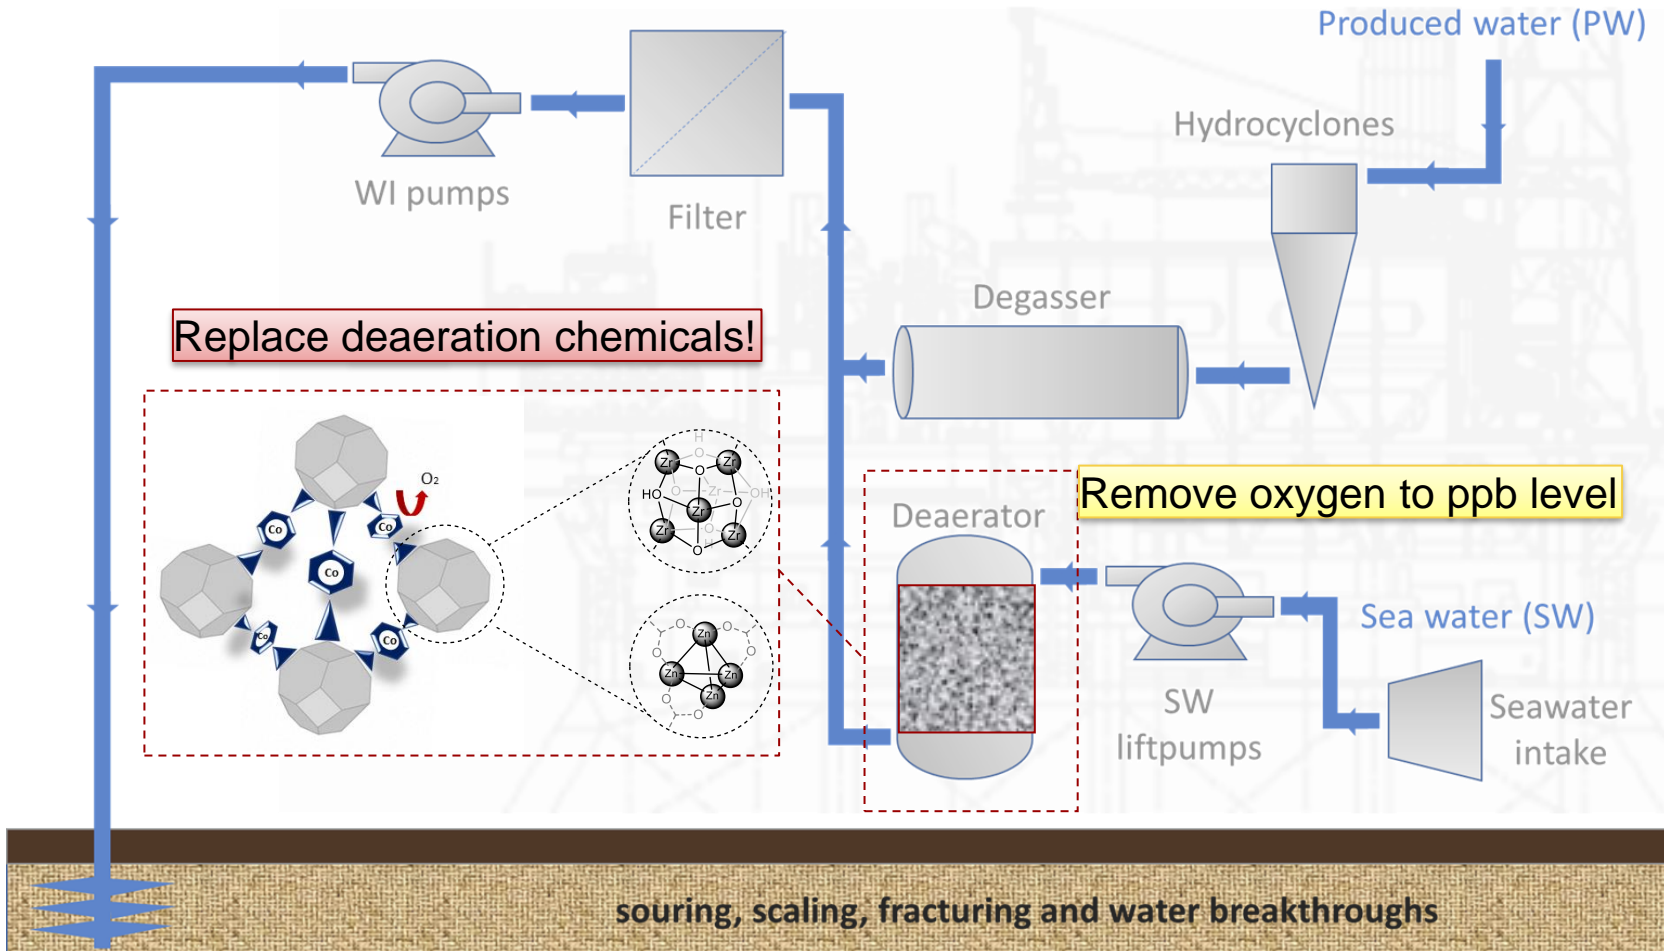 Produced water (PW)
Hydrocyclones
WI pumps
Filter
Degasser
Replace deaeration chemicals!
O₂
Co
Co
Co
Co
Co
H
O
Zr
Zr
O
HO
O
Zr
OH
Zr
O
Zr
O
Zr
H
O
O
Zn
O
O
O
Zn
Zn
Zn
O
O
Deaerator
Remove oxygen to ppb level
Sea water (SW)
SW
liftpumps
Seawater
intake
souring, scaling, fracturing and water breakthroughs